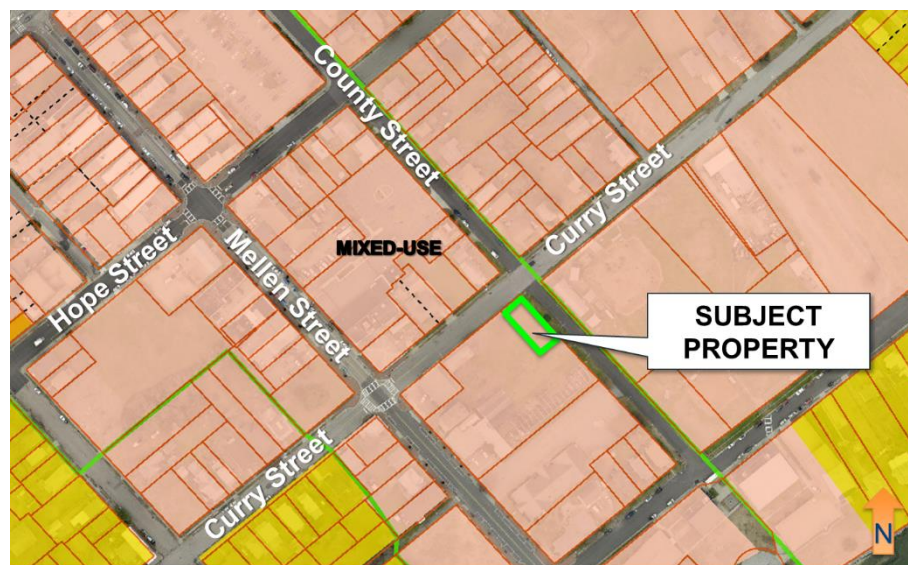 County Street
Curry Street
MIXED-USE
Hope Street
Mellen Street
SUBJECT
PROPERTY
Curry Street
N